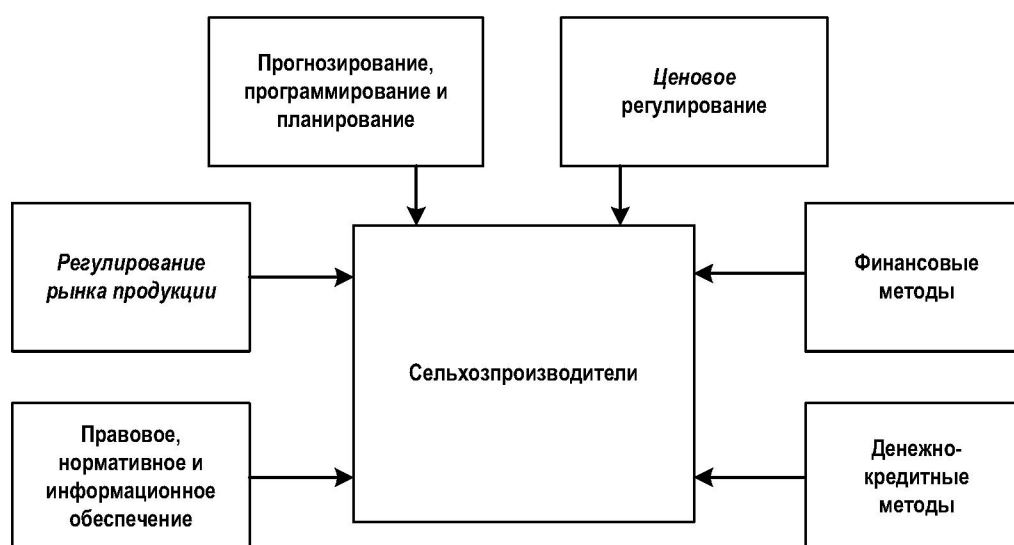 Прогнозирование,
программирование и
планирование
Ценовое
регулирование
Регулирование
рынка продукции
Финансовые
методы
Сельхозпроизводители
Правовое,
нормативное и
информационное
обеспечение
Денежно-
кредитные
методы